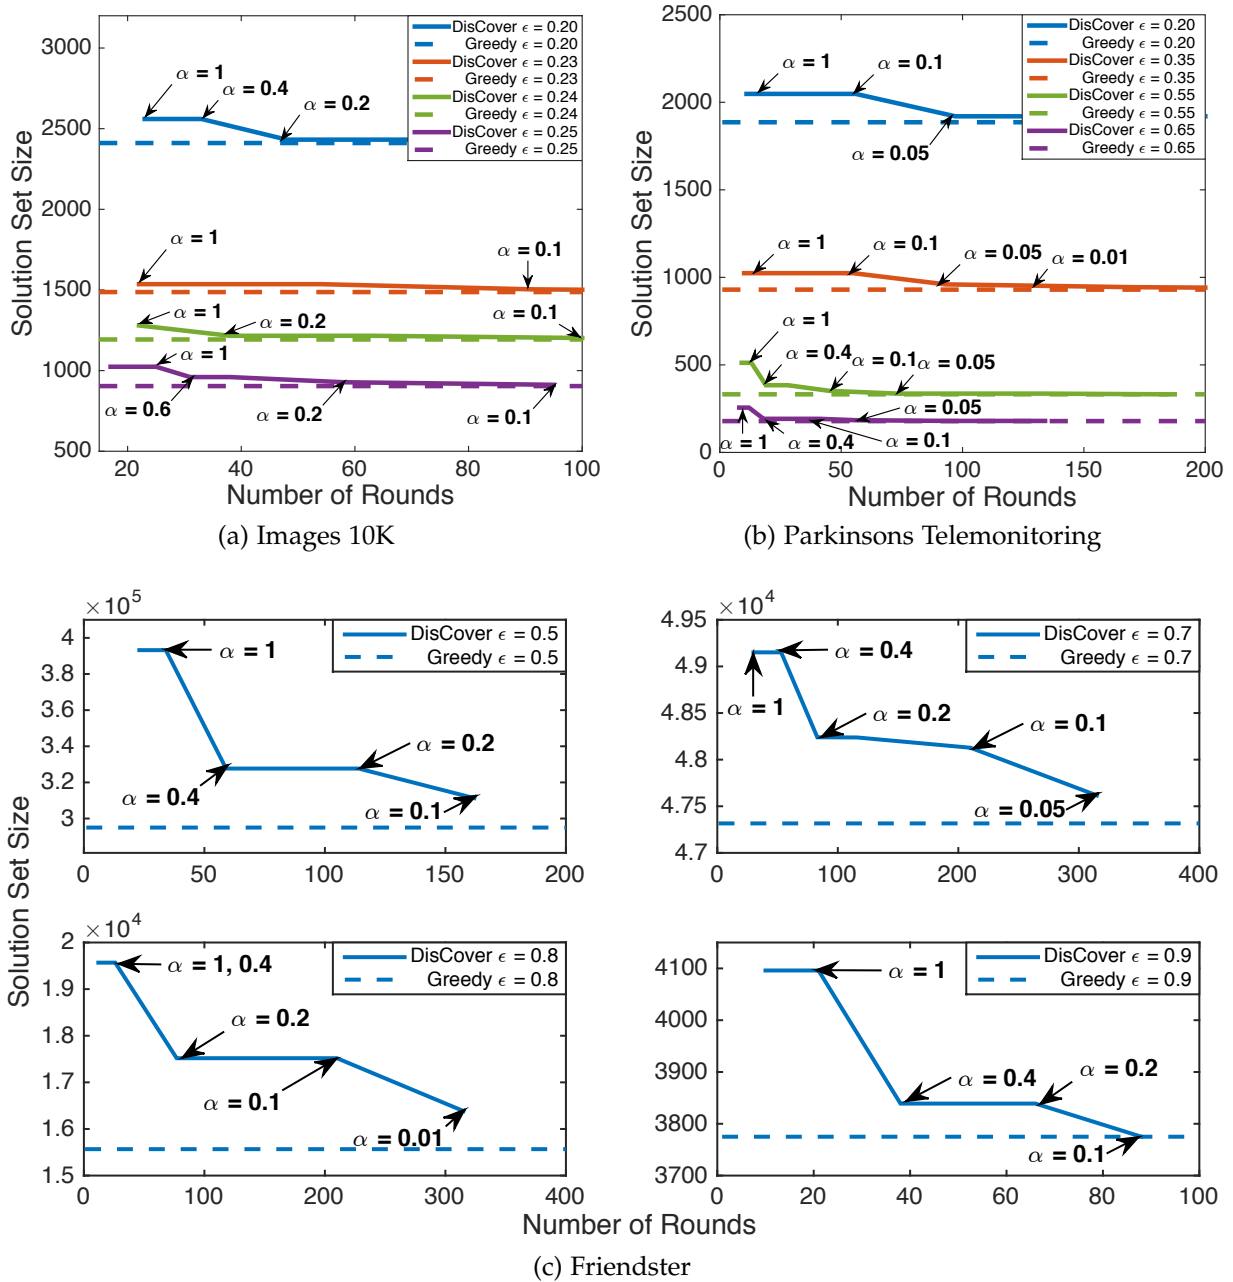 DisCover ϵ = 0.20
Greedy ϵ = 0.20
DisCover ϵ = 0.23
Greedy ϵ = 0.23
DisCover ϵ = 0.24
Greedy ϵ = 0.24
DisCover ϵ = 0.25
Greedy ϵ = 0.25
3000
2500
2000
1500
1000
500
Solution Set Size
α = 1
α = 0.4
α = 0.2
α = 1
α = 0.1
α = 1
α = 0.2
α = 0.1
α = 1
α = 0.6
α = 0.2
α = 0.1
20 40 60 80 100
Number of Rounds
(a) Images 10K
DisCover ϵ = 0.20
Greedy ϵ = 0.20
DisCover ϵ = 0.35
Greedy ϵ = 0.35
DisCover ϵ = 0.55
Greedy ϵ = 0.55
DisCover ϵ = 0.65
Greedy ϵ = 0.65
2500
2000
1500
1000
500
0
Solution Set Size
α = 1
α = 0.1
α = 0.05
α = 1
α = 0.1
α = 0.05
α = 0.01
α = 1
α = 0.4
α = 0.1
α = 0.05
α = 0.05
α = 1
α = 0.4
α = 0.1
0 50 100 150 200
Number of Rounds
(b) Parkinsons Telemonitoring
×10⁵
DisCover ϵ = 0.5
Greedy ϵ = 0.5
4
3.8
3.6
3.4
3.2
3
α = 1
α = 0.2
α = 0.4
α = 0.1
0 50 100 150 200
×10⁴
DisCover ϵ = 0.7
Greedy ϵ = 0.7
4.95
4.9
4.85
4.8
4.75
4.7
α = 0.4
α = 1
α = 0.2
α = 0.1
α = 0.05
0 100 200 300 400
Solution Set Size
×10⁴
DisCover ϵ = 0.8
Greedy ϵ = 0.8
2
1.9
1.8
1.7
1.6
1.5
α = 1, 0.4
α = 0.2
α = 0.1
α = 0.01
0 100 200 300 400
DisCover ϵ = 0.9
Greedy ϵ = 0.9
4100
4000
3900
3800
3700
α = 1
α = 0.4
α = 0.2
α = 0.1
0 20 40 60 80 100
Number of Rounds
(c) Friendster